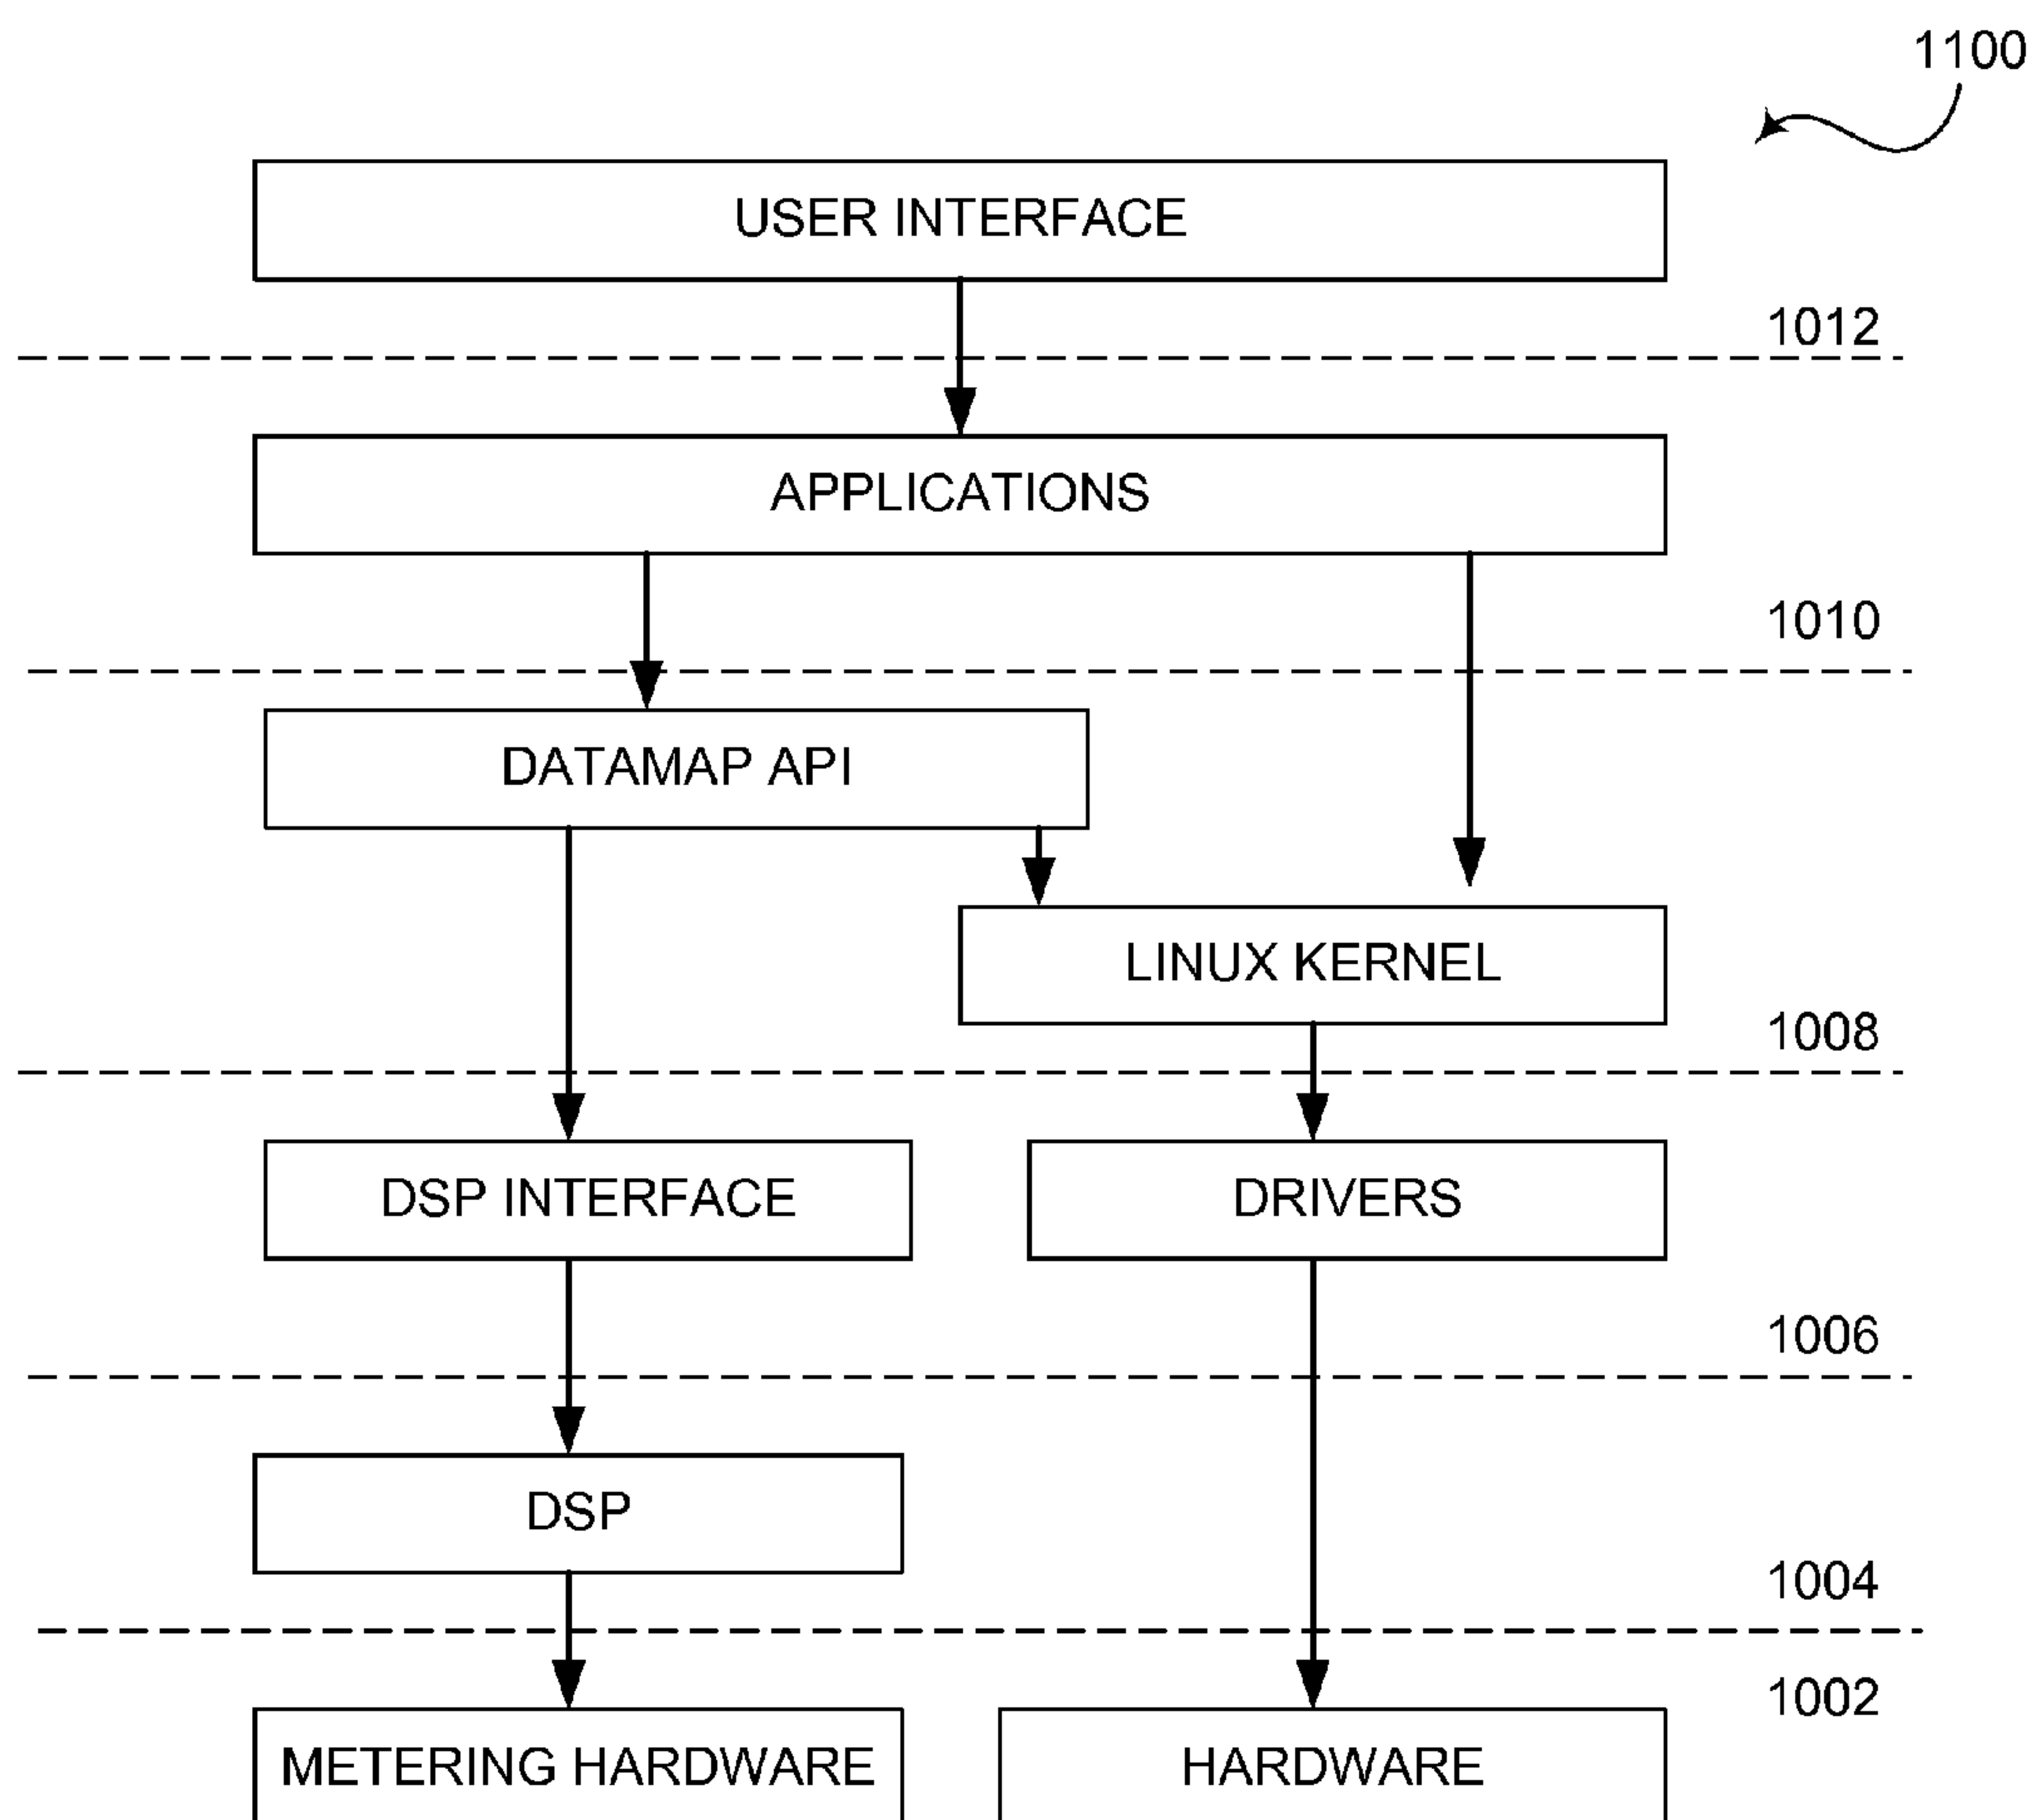 1100
USER INTERFACE
1012
APPLICATIONS
1010
DATAMAP API
LINUX KERNEL
1008
DSP INTERFACE
DRIVERS
1006
DSP
1004
1002
METERING HARDWARE
HARDWARE